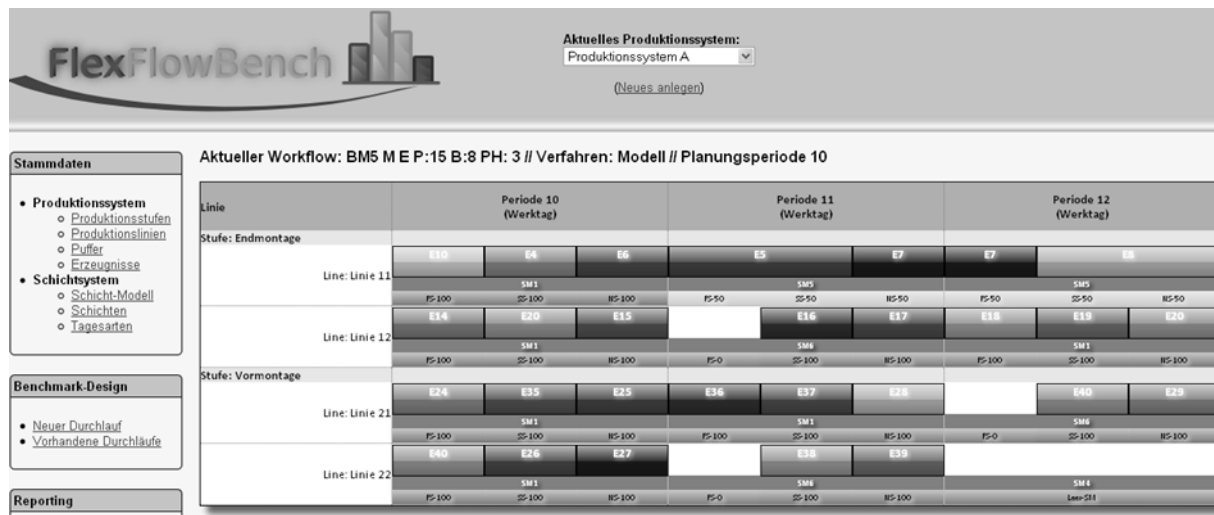 FlexFlowBench
Aktuelles Produktionssystem:
Produktionssystem A
(Neues anlegen)
Stammdaten
Produktionssystem
Produktionsstufen
Produktionslinien
Puffer
Erzeugnisse
Schichtsystem
Schicht-Modell
Schichten
Tagesarten
Benchmark-Design
Neuer Durchlauf
Vorhandene Durchläufe
Reporting
Aktueller Workflow: BM5 M E P:15 B:8 PH: 3 // Verfahren: Modell // Planungsperiode 10
Linie Periode 10 Periode 11 Periode 12
(Werktag) (Werktag) (Werktag)
Stufe: Endmontage
E10 E4 E6 E5 E7 E7 E8
Line: Linie 11
SM1 SM5 SM5
FS-100 SS-100 NS-100 FS-50 SS-50 NS-50 FS-50 SS-50 NS-50
E14 E20 E15 E16 E17 E18 E19 E20
Line: Linie 12
SM1 SM6 SM1
FS-100 SS-100 NS-100 FS-0 SS-100 NS-100 FS-100 SS-100 NS-100
Stufe: Vormontage
E24 E35 E25 E36 E37 E28 E40 E29
Line: Linie 21
SM1 SM1 SM6
FS-100 SS-100 NS-100 FS-100 SS-100 NS-100 FS-0 SS-100 NS-100
E40 E26 E27 E38 E39
Line: Linie 22
SM1 SM6 SM4
FS-100 SS-100 NS-100 FS-0 SS-100 NS-100 Leer-SM